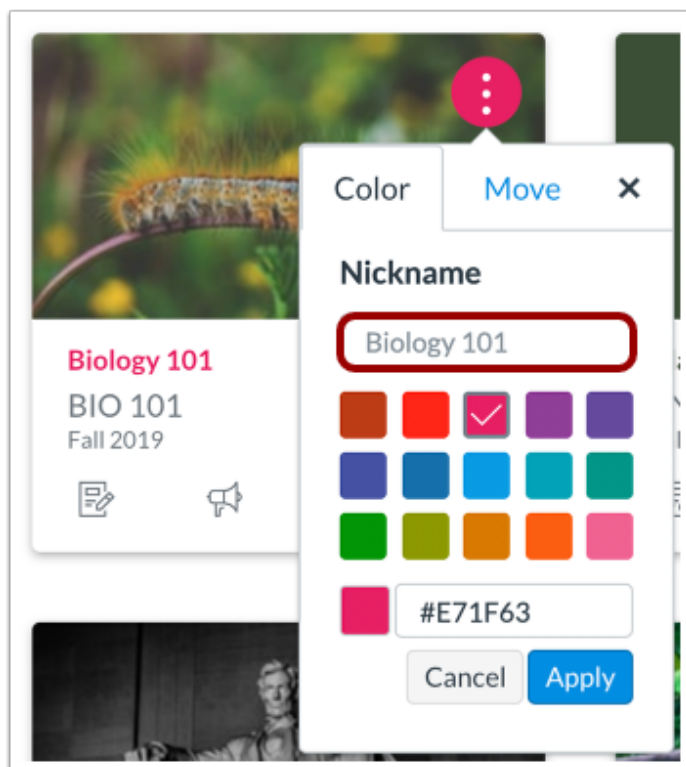 Color
Move
Nickname
Biology 101
Biology 101
BIO 101
Fall 2019
#E71F63
Cancel
Apply